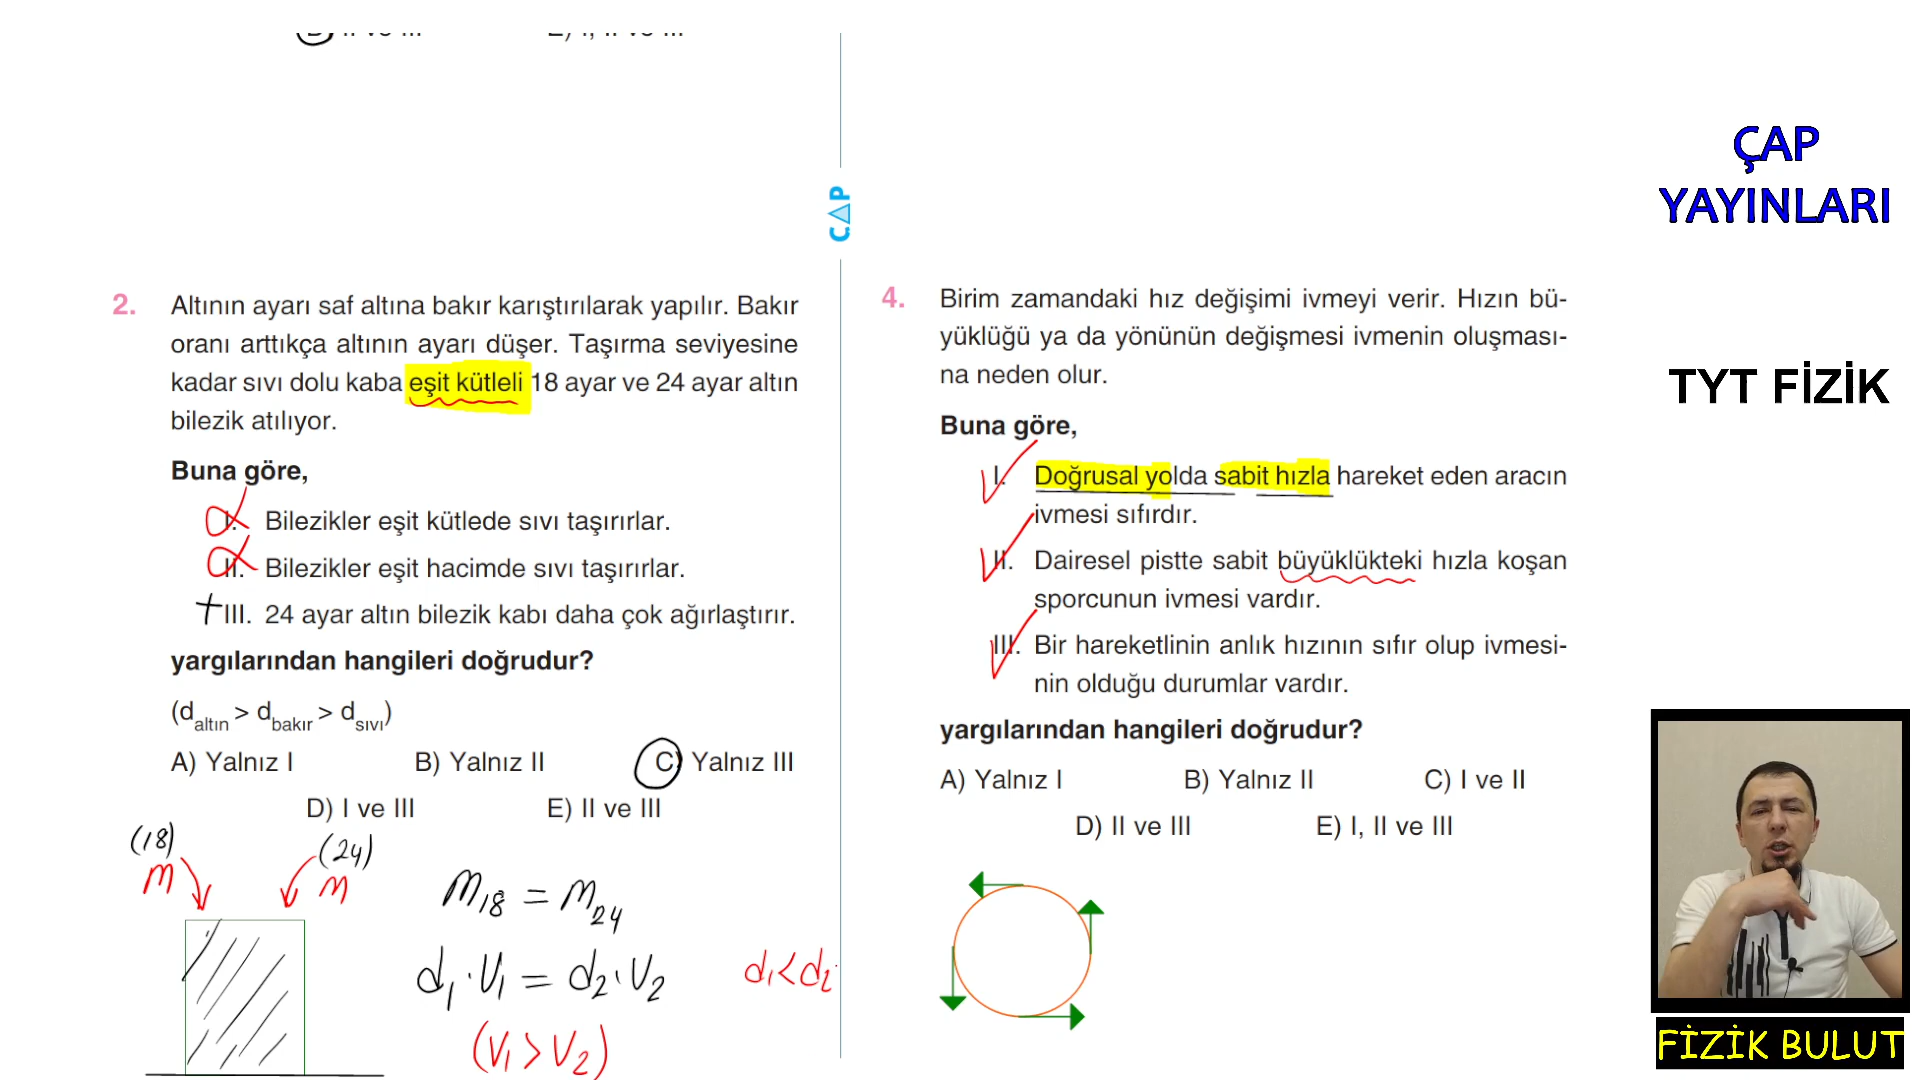 ÇAP
2. Altının ayarı saf altına bakır karıştırılarak yapılır. Bakır
oranı arttıkça altının ayarı düşer. Taşırma seviyesine
kadar sıvı dolu kaba eşit kütleli 18 ayar ve 24 ayar altın
bilezik atılıyor.
Buna göre,
I. Bilezikler eşit kütlede sıvı taşırırlar.
II. Bilezikler eşit hacimde sıvı taşırırlar.
+ III. 24 ayar altın bilezik kabı daha çok ağırlaştırır.
yargılarından hangileri doğrudur?
(daltın > dbakır > dsıvı)
A) Yalnız I B) Yalnız II C) Yalnız III
D) I ve III E) II ve III
(18) (24)
m m
m18 = m24
d1 . V1 = d2 . V2
d1 < d2
(V1 > V2)
4. Birim zamandaki hız değişimi ivmeyi verir. Hızın bü-
yüklüğü ya da yönünün değişmesi ivmenin oluşması-
na neden olur.
Buna göre,
I. Doğrusal yolda sabit hızla hareket eden aracın
ivmesi sıfırdır.
II. Dairesel pistte sabit büyüklükteki hızla koşan
sporcunun ivmesi vardır.
III. Bir hareketlinin anlık hızının sıfır olup ivmesi-
nin olduğu durumlar vardır.
yargılarından hangileri doğrudur?
A) Yalnız I B) Yalnız II C) I ve II
D) II ve III E) I, II ve III
ÇAP
YAYINLARI
TYT FİZİK
FİZİK BULUT